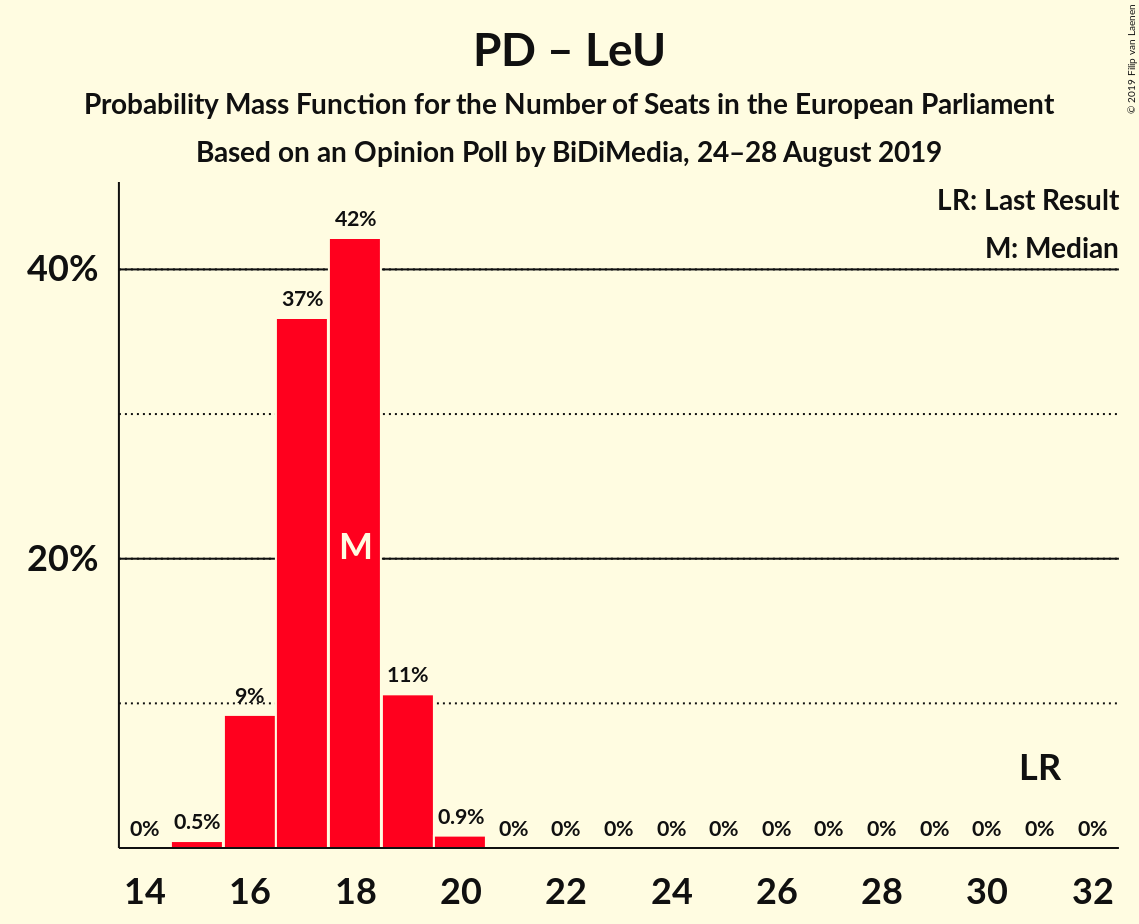 PD – LeU
Probability Mass Function for the Number of Seats in the European Parliament
Based on an Opinion Poll by BiDiMedia, 24–28 August 2019
© 2019 Filip van Laenen
LR: Last Result
M: Median
42%
40%
37%
M
20%
11%
9%
LR
0% 0.5% 0.9% 0% 0% 0% 0% 0% 0% 0% 0% 0% 0% 0% 0%
14 16 18 20 22 24 26 28 30 32